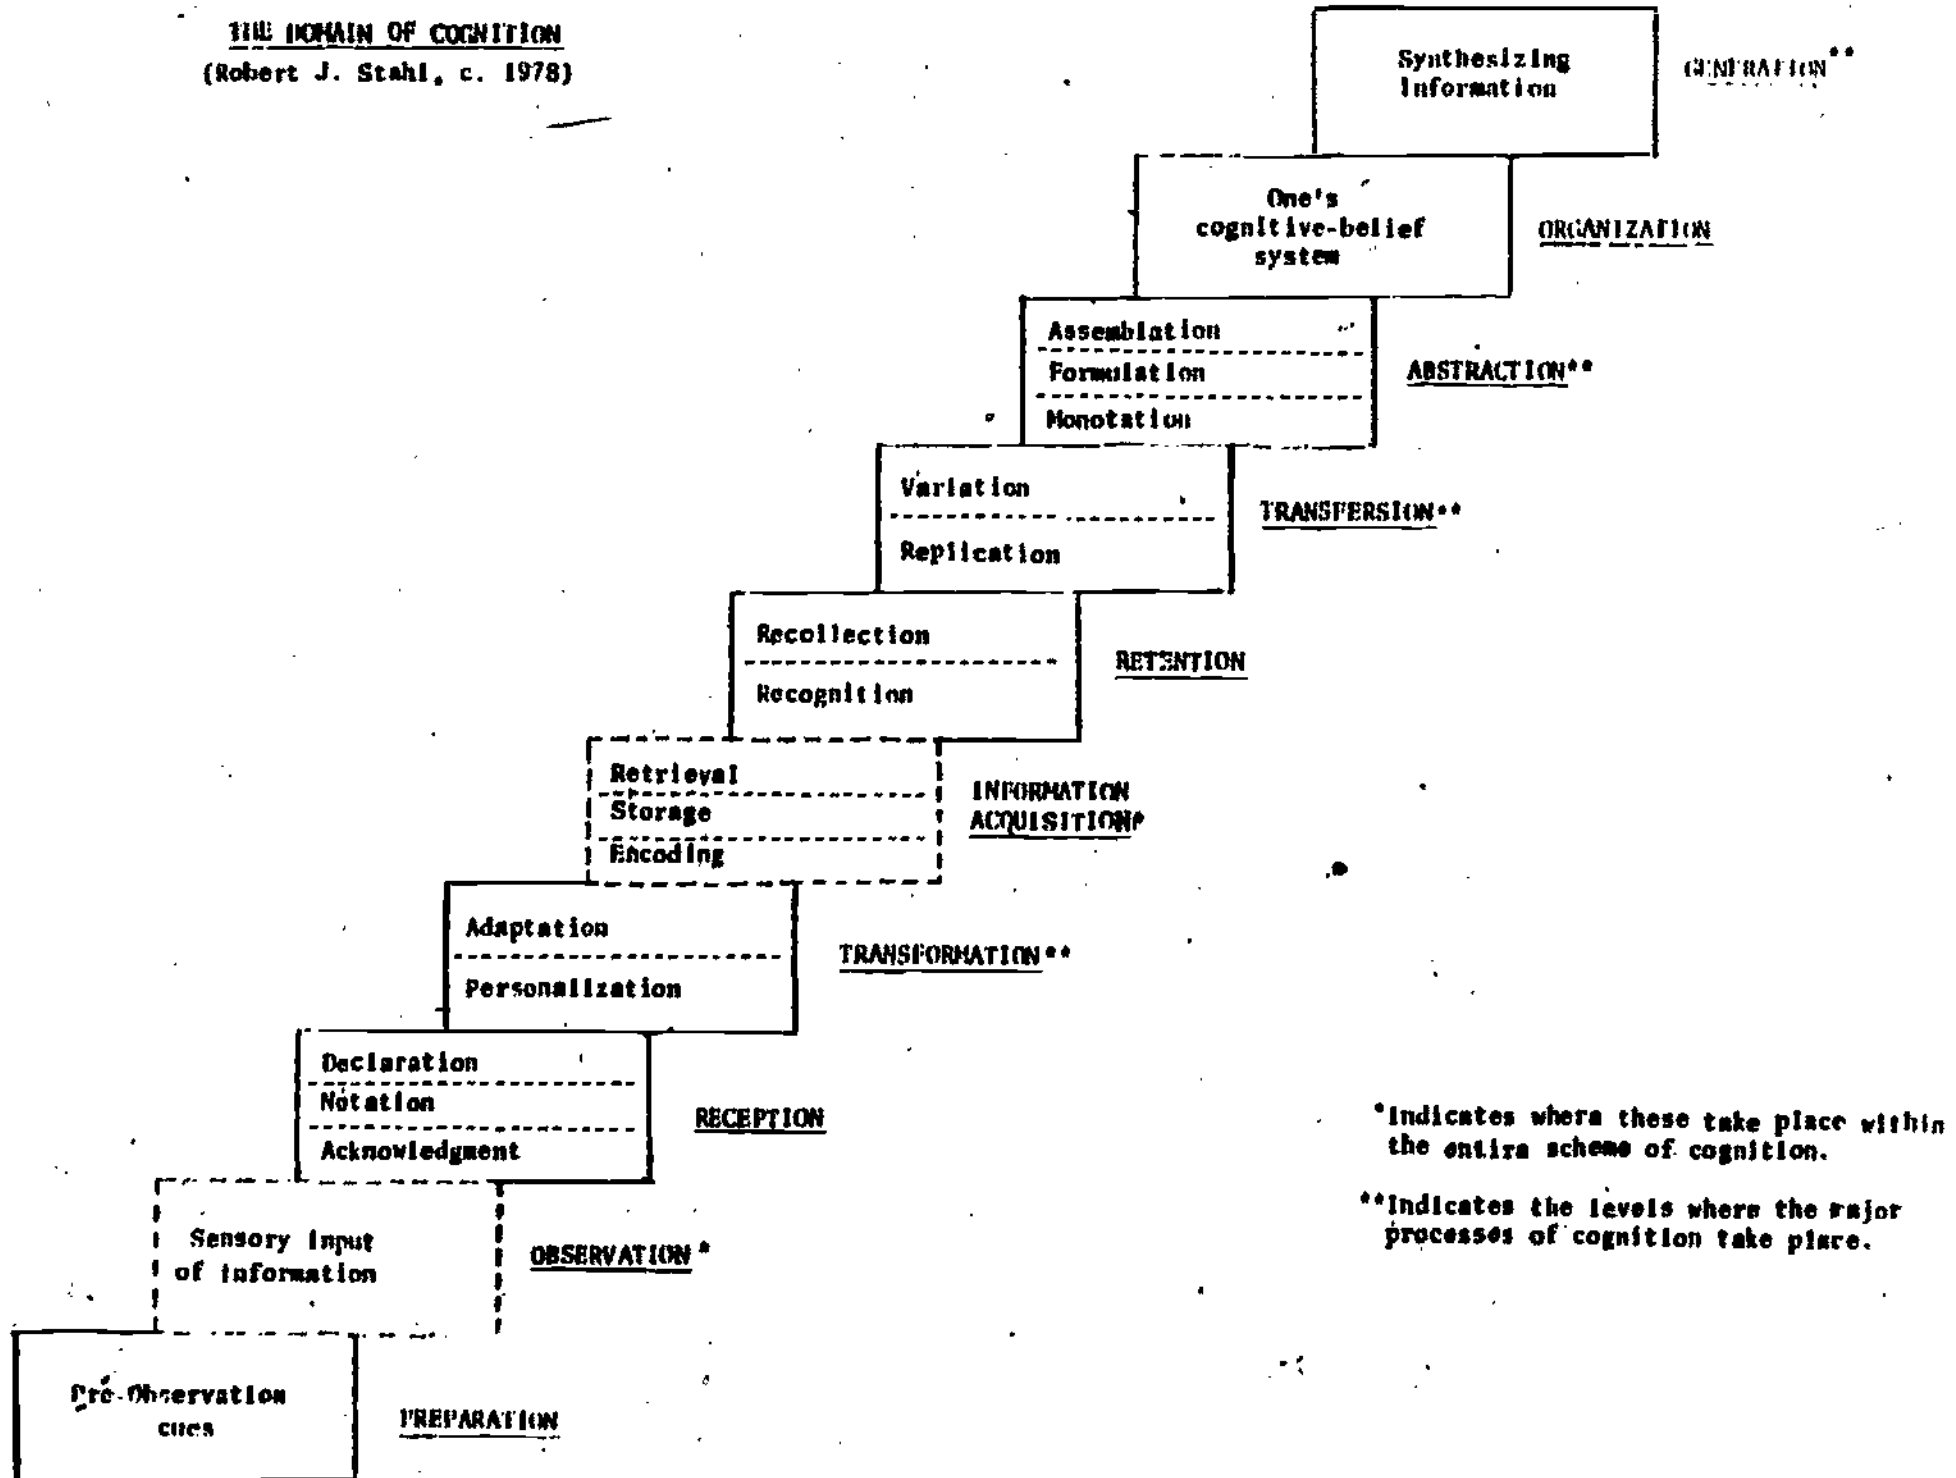 THE DOMAIN OF COGNITION
(Robert J. Stahl, c. 1978)
Synthesizing
Information
GENERATION**
One's
cognitive-belief
system
ORGANIZATION
Assemblation
Formulation
Monotation
ABSTRACTION**
Variation
Replication
TRANSFERSION**
Recollection
Recognition
RETENTION
Retrieval
Storage
Encoding
INFORMATION
ACQUISITION*
Adaptation
Personalization
TRANSFORMATION**
Declaration
Notation
Acknowledgment
RECEPTION
*Indicates where these take place within
the entire scheme of cognition.
**Indicates the levels where the major
processes of cognition take place.
Sensory Input
of Information
OBSERVATION*
Pre-Observation
cues
PREPARATION